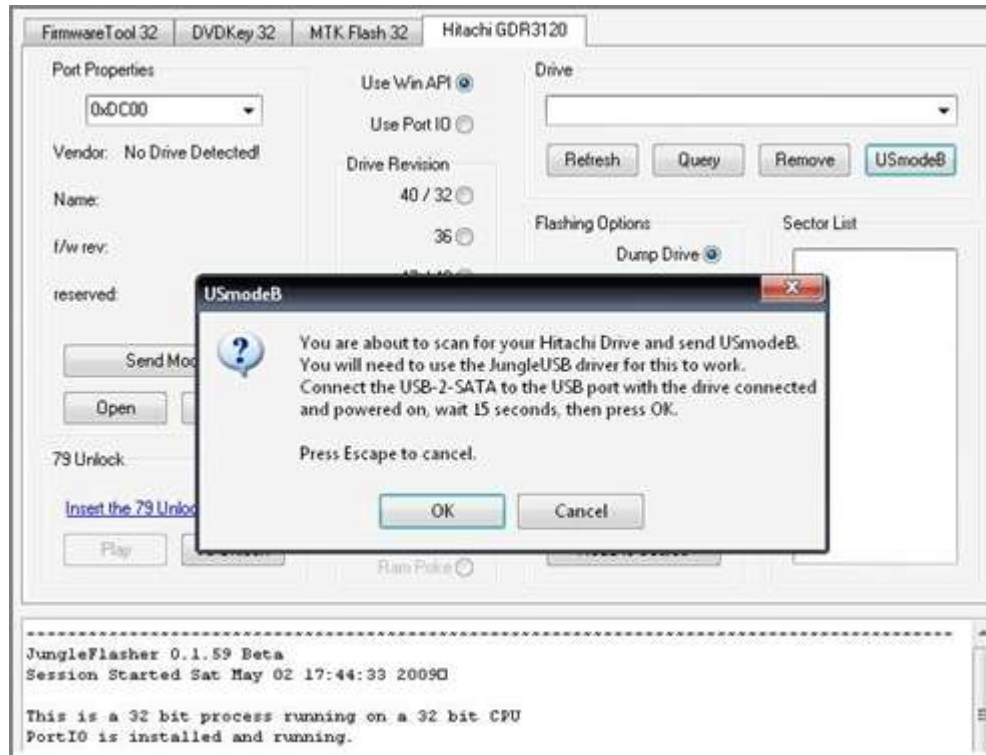 FirmwareTool 32 DVDKey 32 MTK Flash 32 Hitachi GDR3120
Port Properties
0xDC00
Vendor: No Drive Detected!
Name:
f/w rev:
reserved:
Send
Open
79 Unlock
Insert the 79
Play
Use Win API
Use Port IO
Drive Revision
40 / 32
36
Ram Poke
Drive
Refresh Query Remove USmodeB
Flashing Options
Dump Drive
Sector List
USmodeB
You are about to scan for your Hitachi Drive and send USmodeB.
You will need to use the JungleUSB driver for this to work.
Connect the USB-2-SATA to the USB port with the drive connected
and powered on, wait 15 seconds, then press OK.
Press Escape to cancel.
OK Cancel
JungleFlasher 0.1.59 Beta
Session Started Sat May 02 17:44:33 2009
This is a 32 bit process running on a 32 bit CPU
PortIO is installed and running.